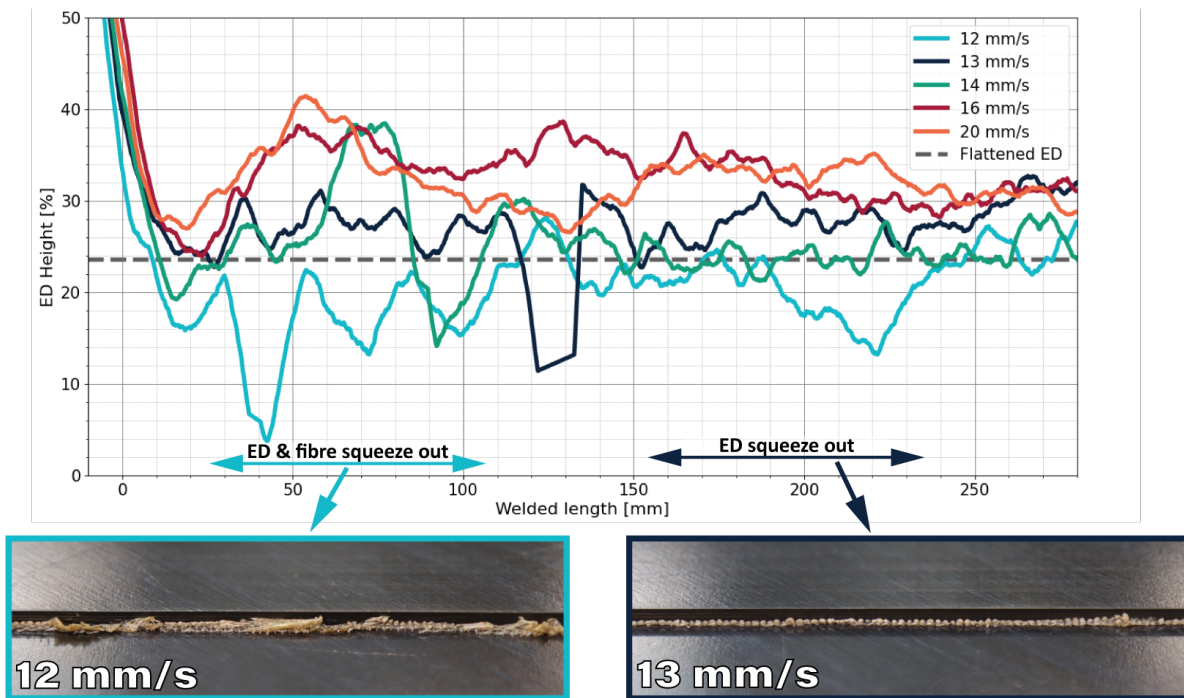 50
40
30
20
10
0
ED Height [%]
12 mm/s
13 mm/s
14 mm/s
16 mm/s
20 mm/s
Flattened ED
ED & fibre squeeze out
ED squeeze out
0 50 100 150 200 250
Welded length [mm]
12 mm/s
13 mm/s